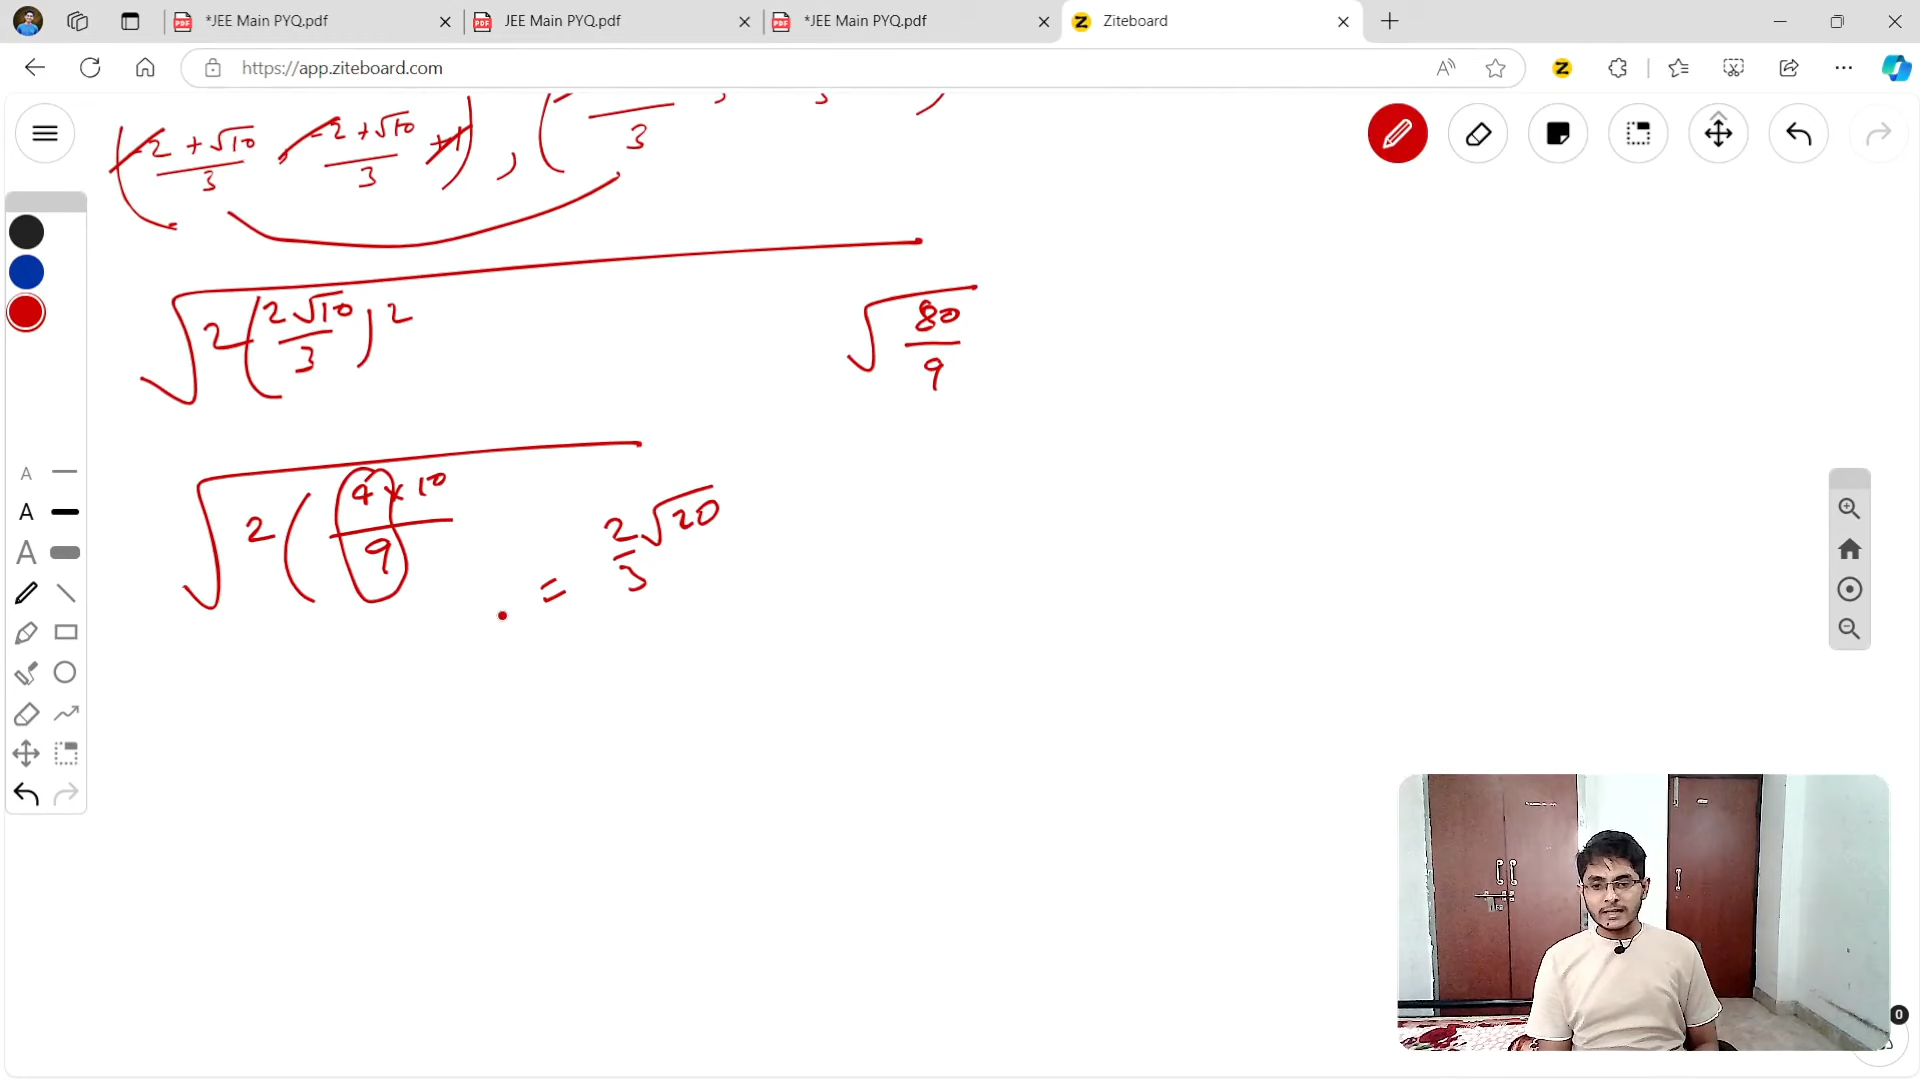 *JEE Main PYQ.pdf
JEE Main PYQ.pdf
*JEE Main PYQ.pdf
Ziteboard
https://app.ziteboard.com
(-2 + √10 / 3 , -2 + √10 / 3 + 1) , ( / 3 , ,
√2(2√10 / 3)²
√80 / 9
√2(4 × 10 / 9
= 2/3 √20
A
A
A
0